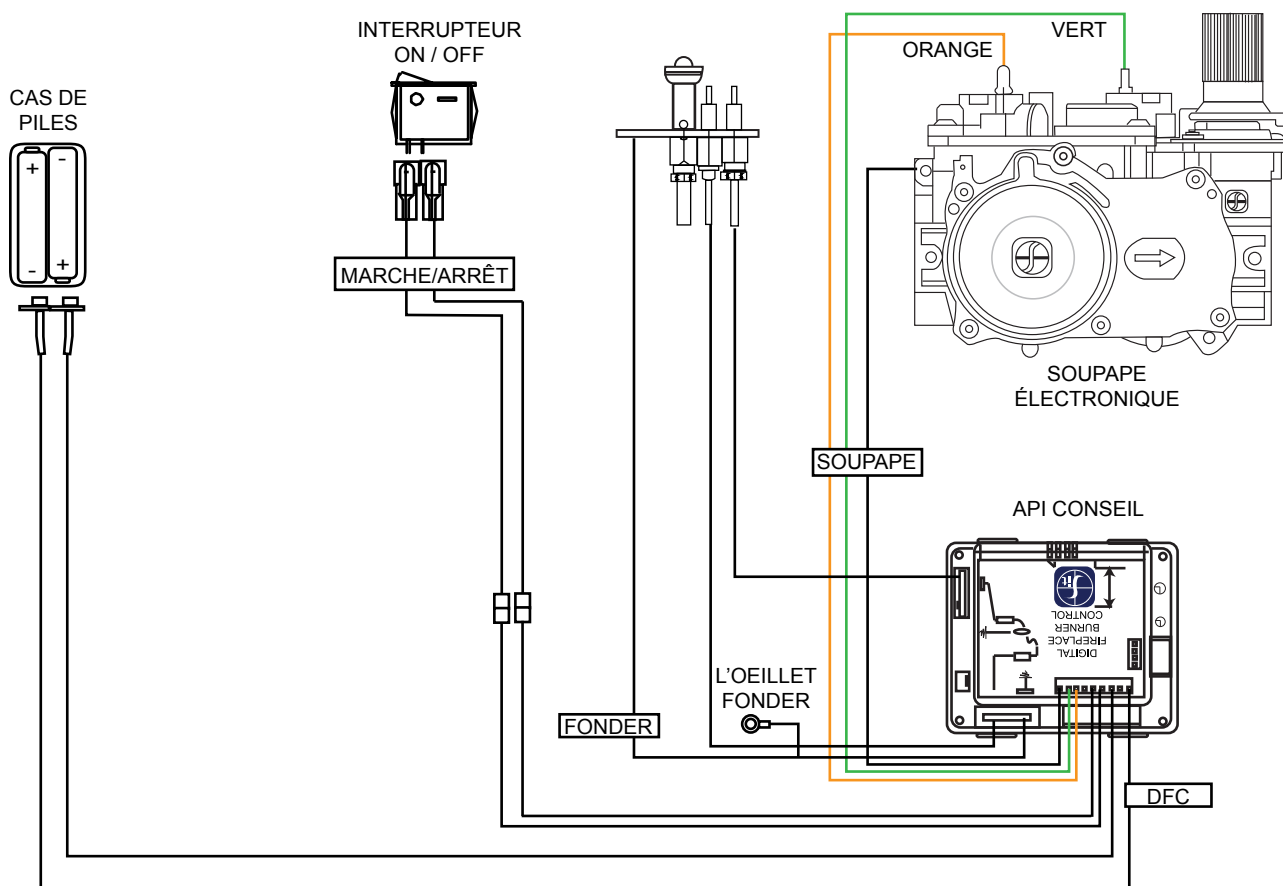 INTERRUPTEUR
ON / OFF
ORANGE
VERT
CAS DE
PILES
+
-
-
+
MARCHE/ARRÊT
SOUPAPE
ÉLECTRONIQUE
SOUPAPE
API CONSEIL
DIGITAL
FIREPLACE
BURNER
CONTROL
sit
L'OEILLET
FONDER
FONDER
DFC